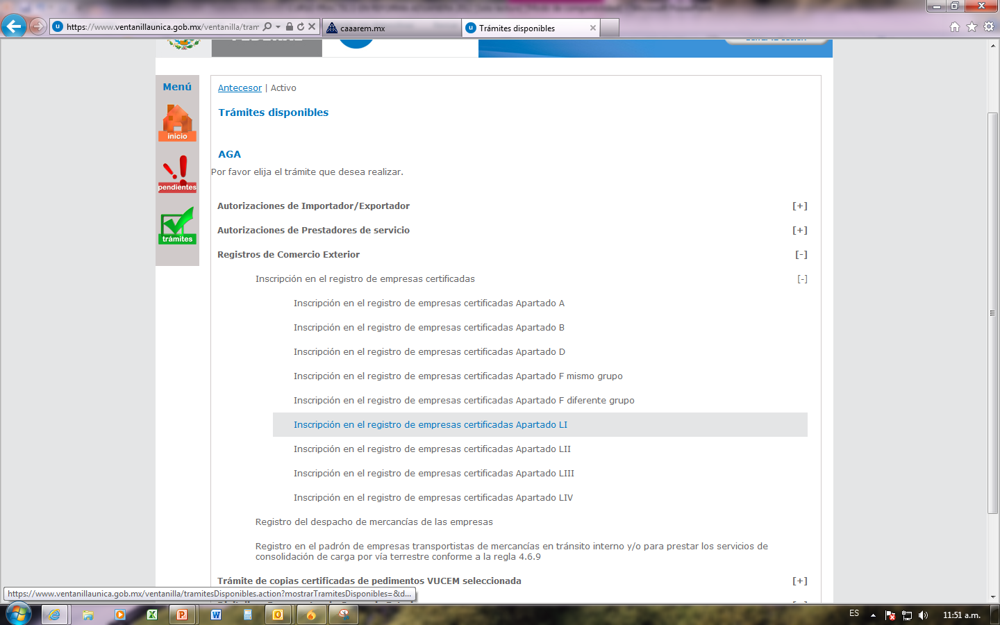 https://www.ventanillaunica.gob.mx/ventanilla/tram
caaarem.mx
Trámites disponibles
Menú
inicio
pendientes
trámites
Antecesor | Activo
Trámites disponibles
AGA
Por favor elija el trámite que desea realizar.
Autorizaciones de Importador/Exportador [+]
Autorizaciones de Prestadores de servicio [+]
Registros de Comercio Exterior [-]
Inscripción en el registro de empresas certificadas [-]
Inscripción en el registro de empresas certificadas Apartado A
Inscripción en el registro de empresas certificadas Apartado B
Inscripción en el registro de empresas certificadas Apartado D
Inscripción en el registro de empresas certificadas Apartado F mismo grupo
Inscripción en el registro de empresas certificadas Apartado F diferente grupo
Inscripción en el registro de empresas certificadas Apartado LI
Inscripción en el registro de empresas certificadas Apartado LII
Inscripción en el registro de empresas certificadas Apartado LIII
Inscripción en el registro de empresas certificadas Apartado LIV
Registro del despacho de mercancías de las empresas
Registro en el padrón de empresas transportistas de mercancías en tránsito interno y/o para prestar los servicios de
consolidación de carga por vía terrestre conforme a la regla 4.6.9
Trámite de copias certificadas de pedimentos VUCEM seleccionada [+]
https://www.ventanillaunica.gob.mx/ventanilla/tramitesDisponibles.action?mostrarTramitesDisponibles=&d...
ES
11:51 a.m.